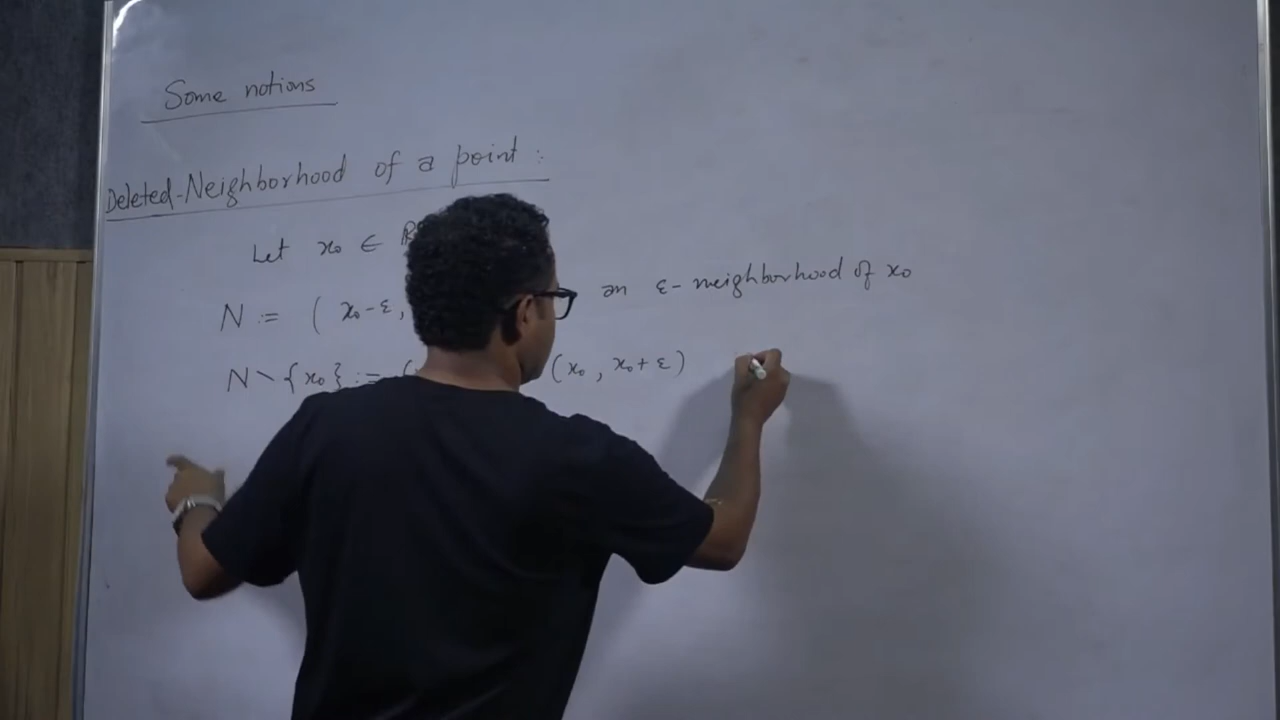 Some notions
Deleted-Neighborhood of a point :
Let x₀ ∈ R
N := ( x₀-ε, an ε-neighborhood of x₀
N∖{x₀} := ( (x₀, x₀+ε)